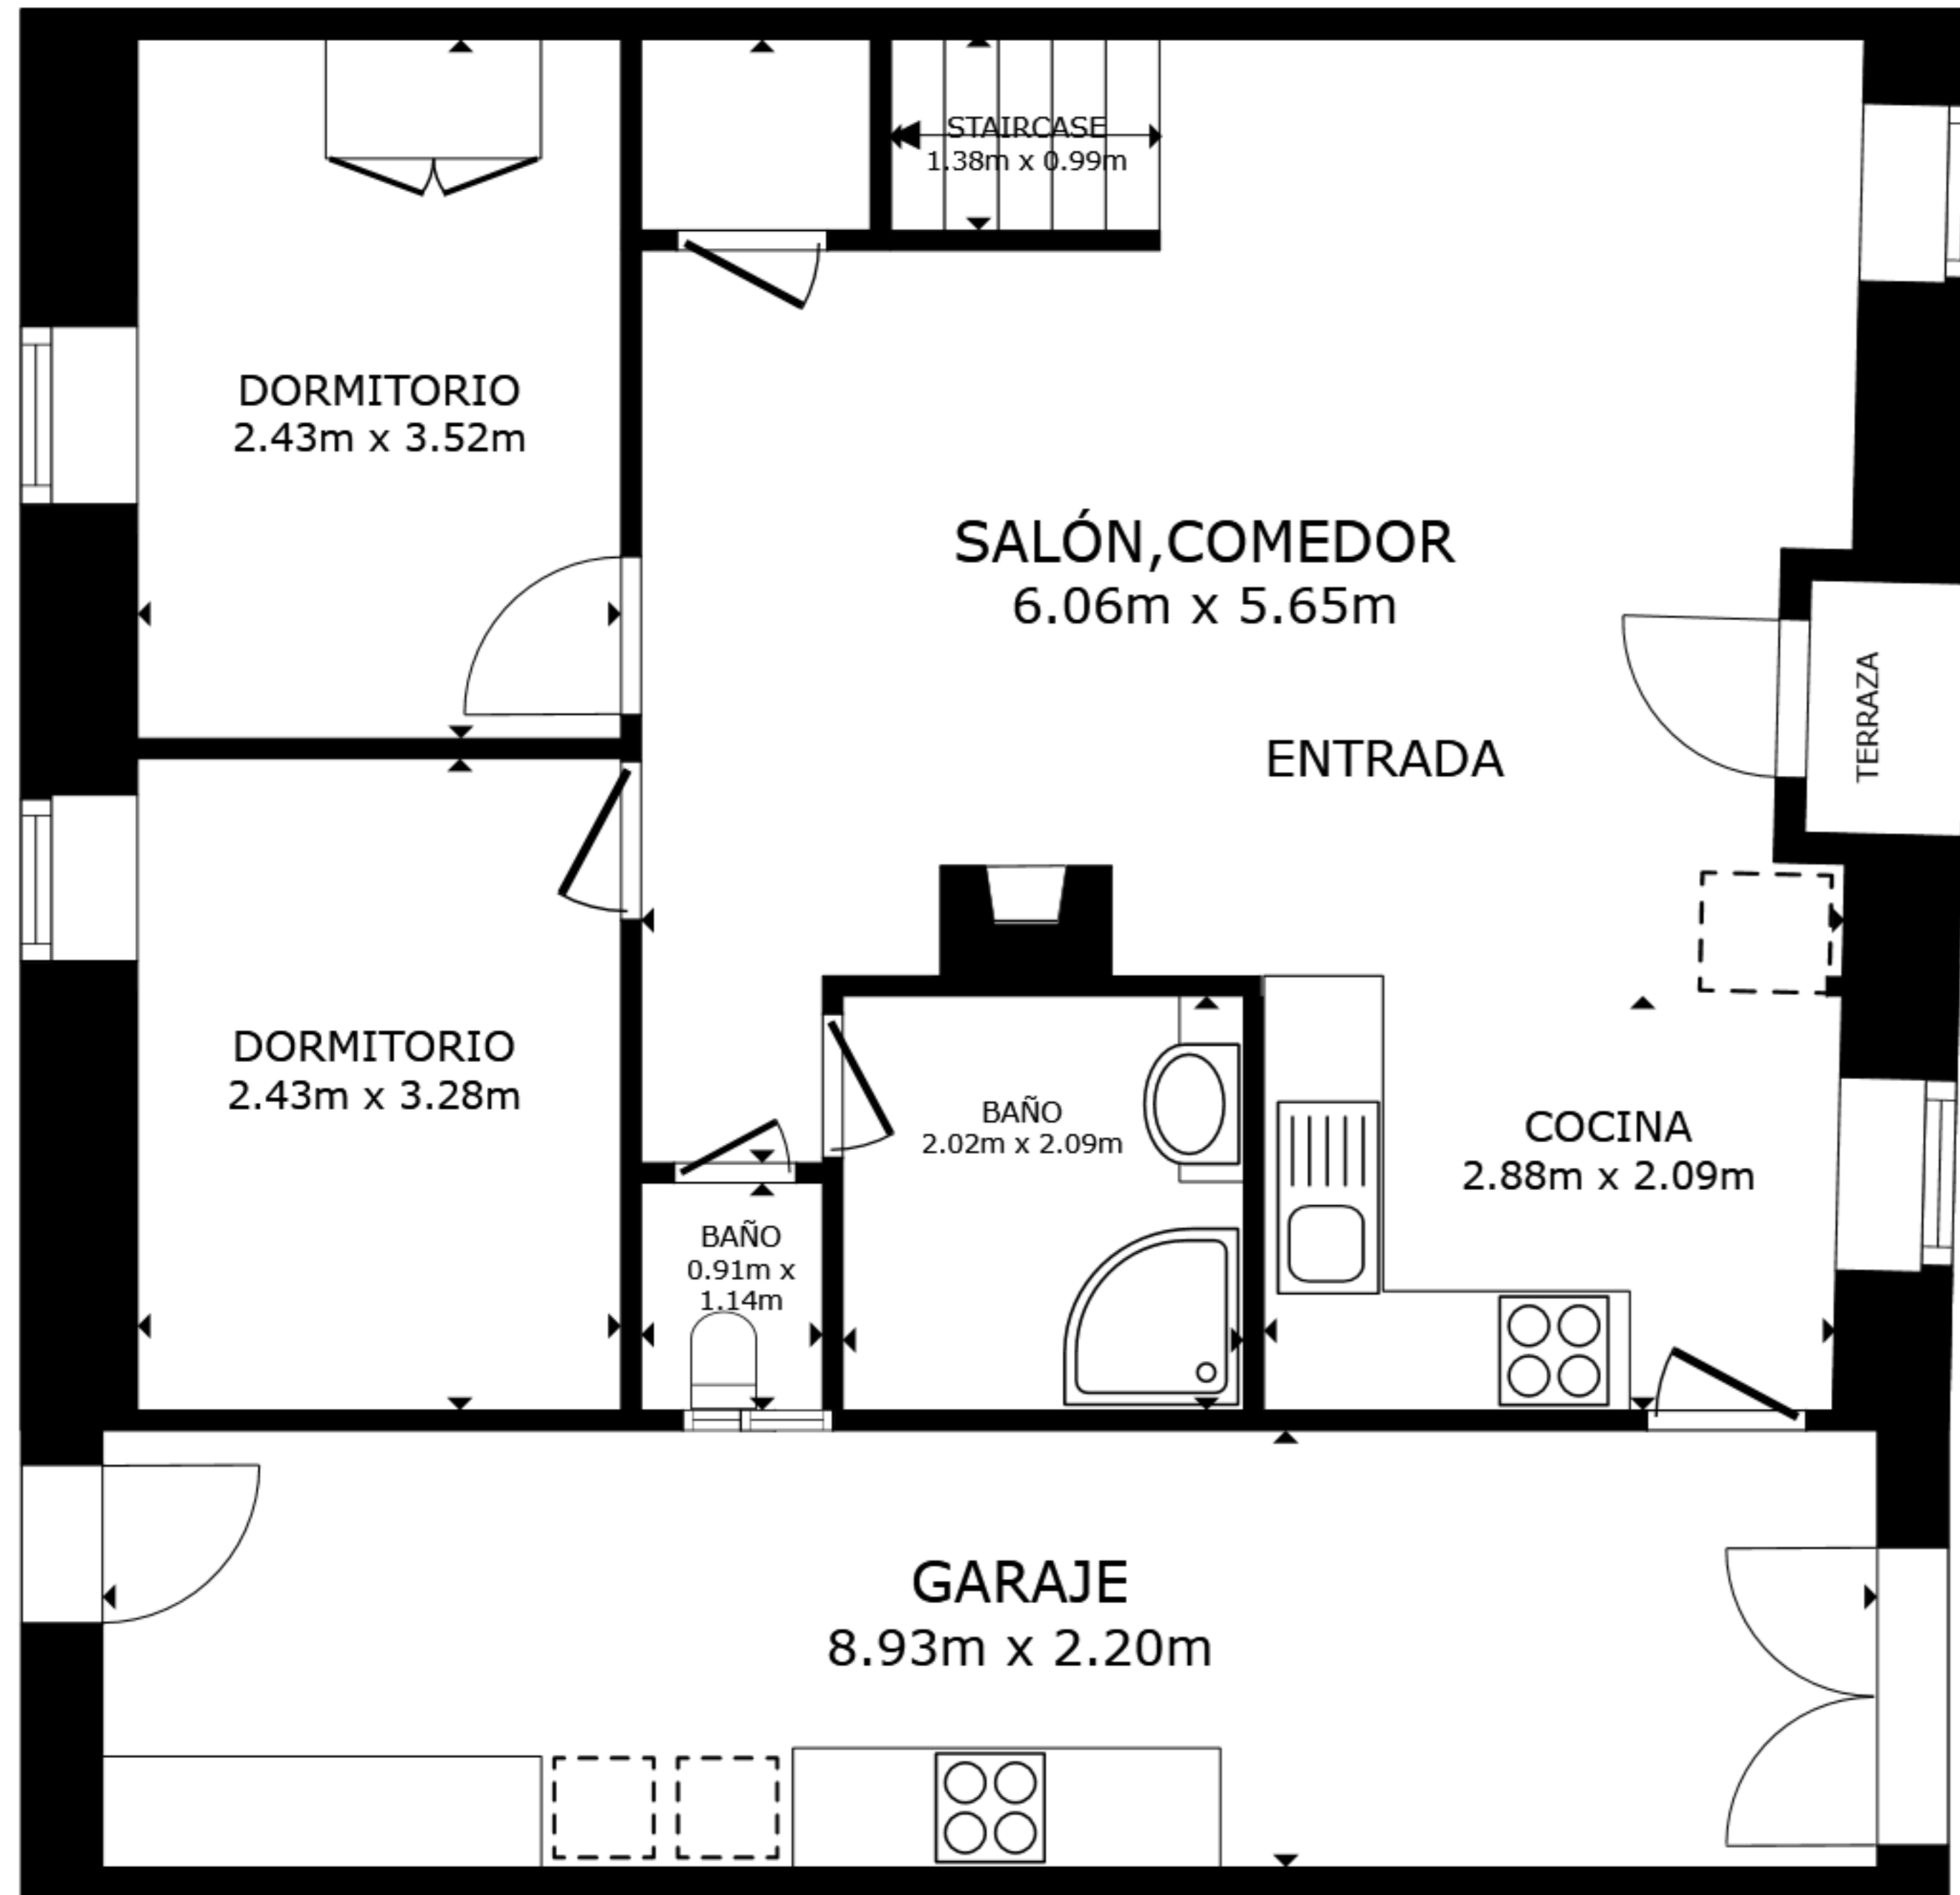 STAIRCASE
1.38m x 0.99m
DORMITORIO
2.43m x 3.52m
SALÓN,COMEDOR
6.06m x 5.65m
TERRAZA
ENTRADA
DORMITORIO
2.43m x 3.28m
BAÑO
2.02m x 2.09m
COCINA
2.88m x 2.09m
BAÑO
0.91m x
1.14m
GARAJE
8.93m x 2.20m